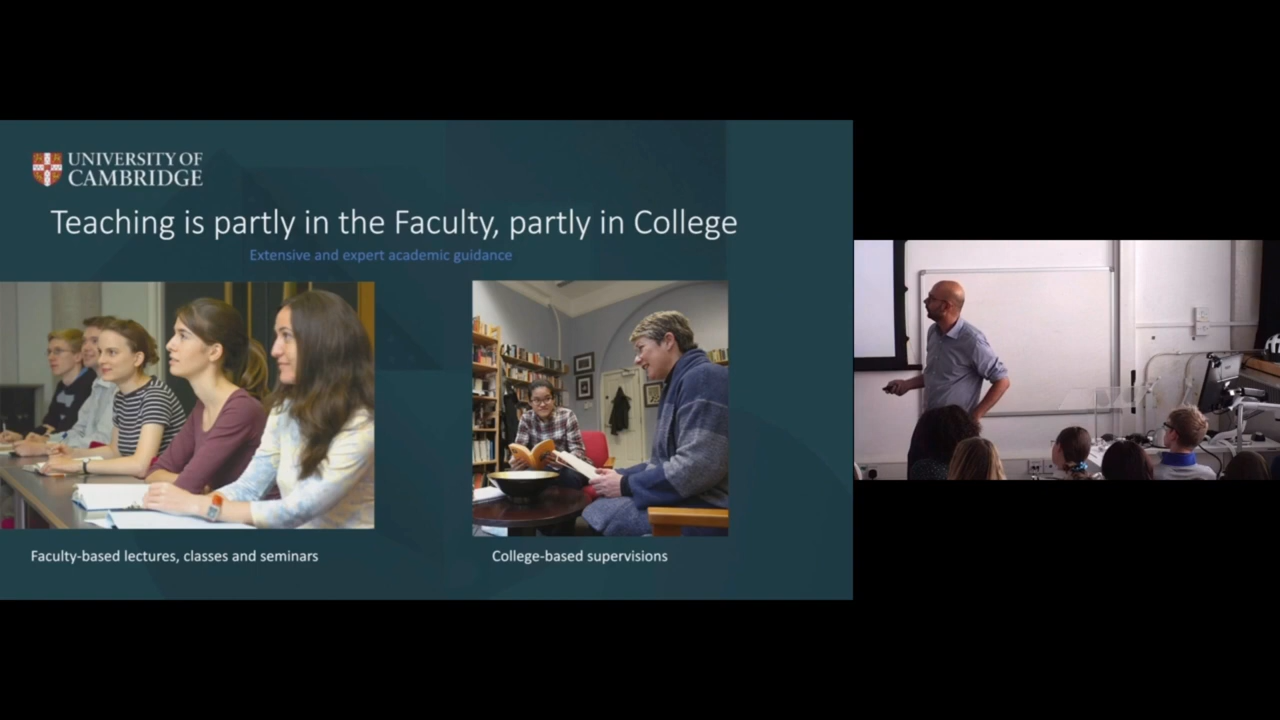 UNIVERSITY OF
CAMBRIDGE
Teaching is partly in the Faculty, partly in College
Extensive and expert academic guidance
Faculty-based lectures, classes and seminars
College-based supervisions